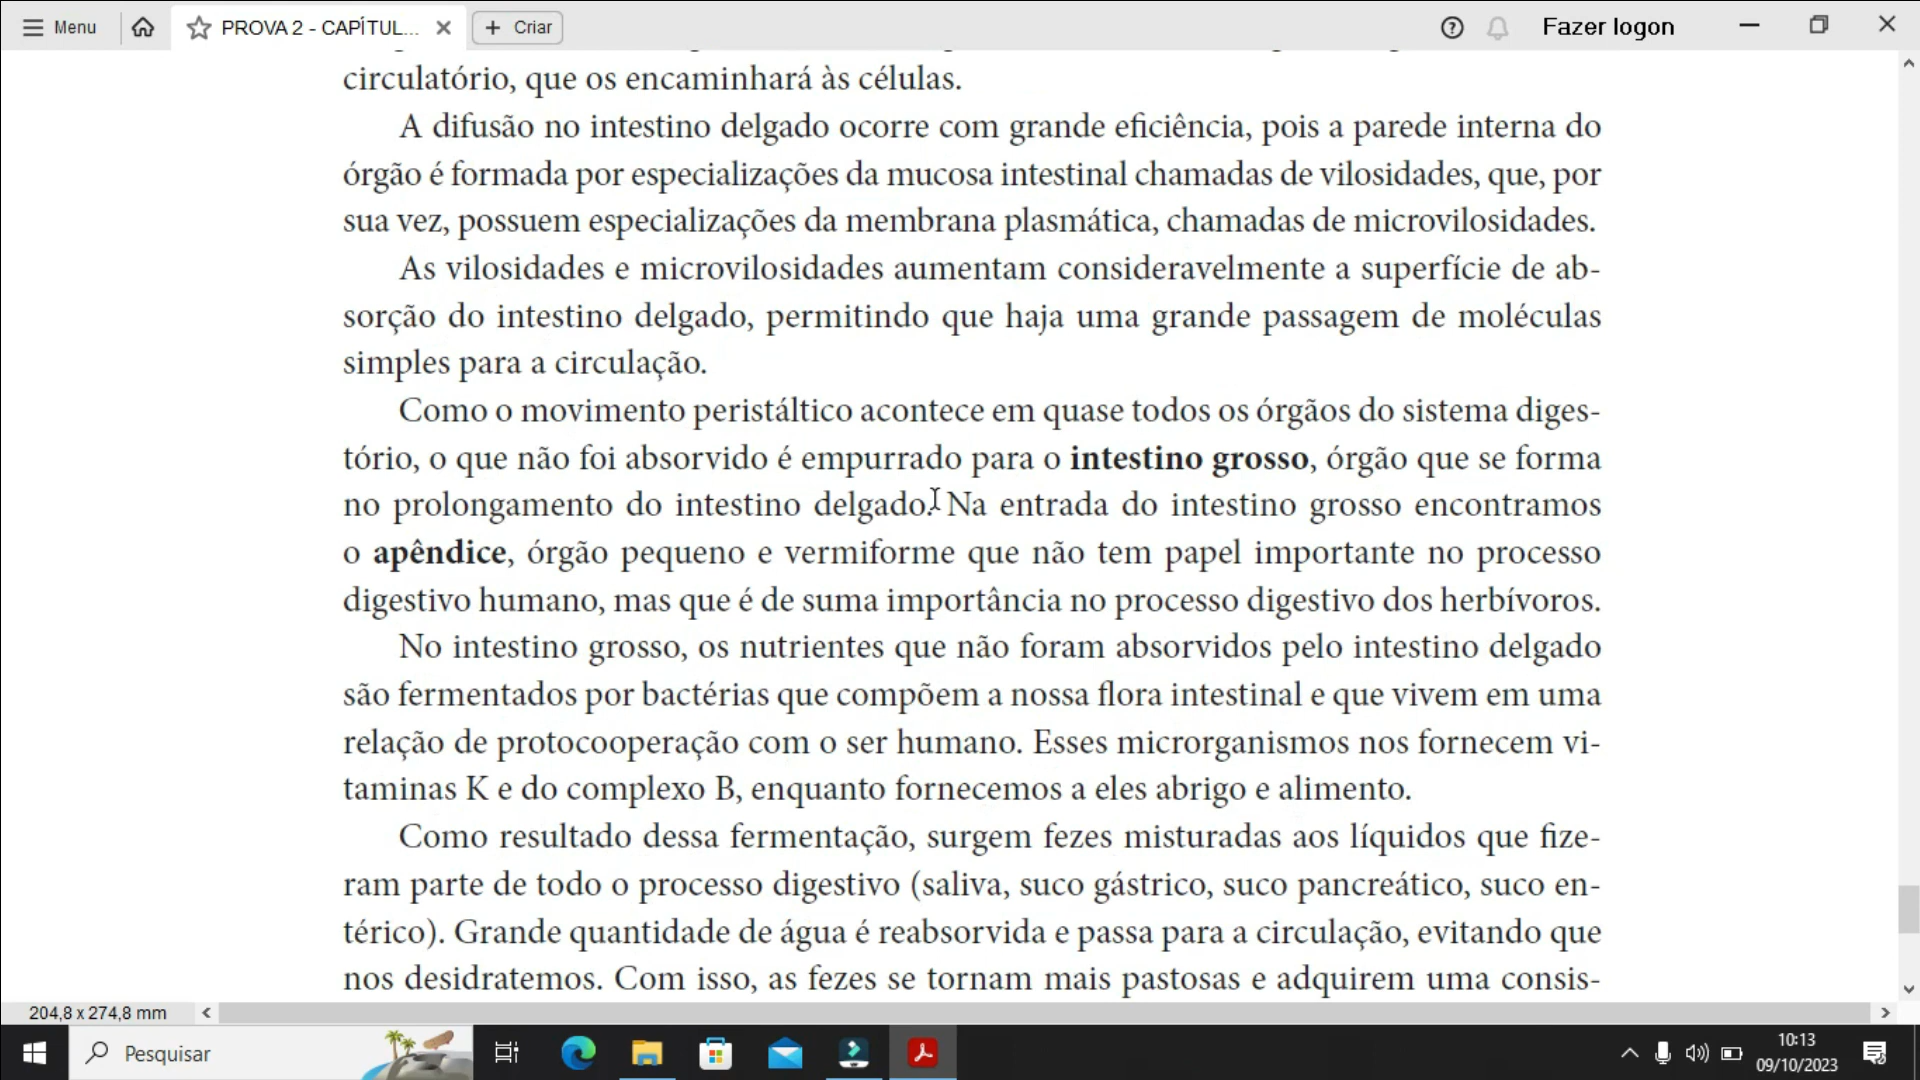 Menu
PROVA 2 - CAPÍTUL...
Criar
Fazer logon
circulatório, que os encaminhará às células.
A difusão no intestino delgado ocorre com grande eficiência, pois a parede interna do
órgão é formada por especializações da mucosa intestinal chamadas de vilosidades, que, por
sua vez, possuem especializações da membrana plasmática, chamadas de microvilosidades.
As vilosidades e microvilosidades aumentam consideravelmente a superfície de ab-
sorção do intestino delgado, permitindo que haja uma grande passagem de moléculas
simples para a circulação.
Como o movimento peristáltico acontece em quase todos os órgãos do sistema diges-
tório, o que não foi absorvido é empurrado para o intestino grosso, órgão que se forma
no prolongamento do intestino delgado. Na entrada do intestino grosso encontramos
o apêndice, órgão pequeno e vermiforme que não tem papel importante no processo
digestivo humano, mas que é de suma importância no processo digestivo dos herbívoros.
No intestino grosso, os nutrientes que não foram absorvidos pelo intestino delgado
são fermentados por bactérias que compõem a nossa flora intestinal e que vivem em uma
relação de protocooperação com o ser humano. Esses microrganismos nos fornecem vi-
taminas K e do complexo B, enquanto fornecemos a eles abrigo e alimento.
Como resultado dessa fermentação, surgem fezes misturadas aos líquidos que fize-
ram parte de todo o processo digestivo (saliva, suco gástrico, suco pancreático, suco en-
térico). Grande quantidade de água é reabsorvida e passa para a circulação, evitando que
nos desidratemos. Com isso, as fezes se tornam mais pastosas e adquirem uma consis-
204,8 x 274,8 mm
Pesquisar
10:13
09/10/2023